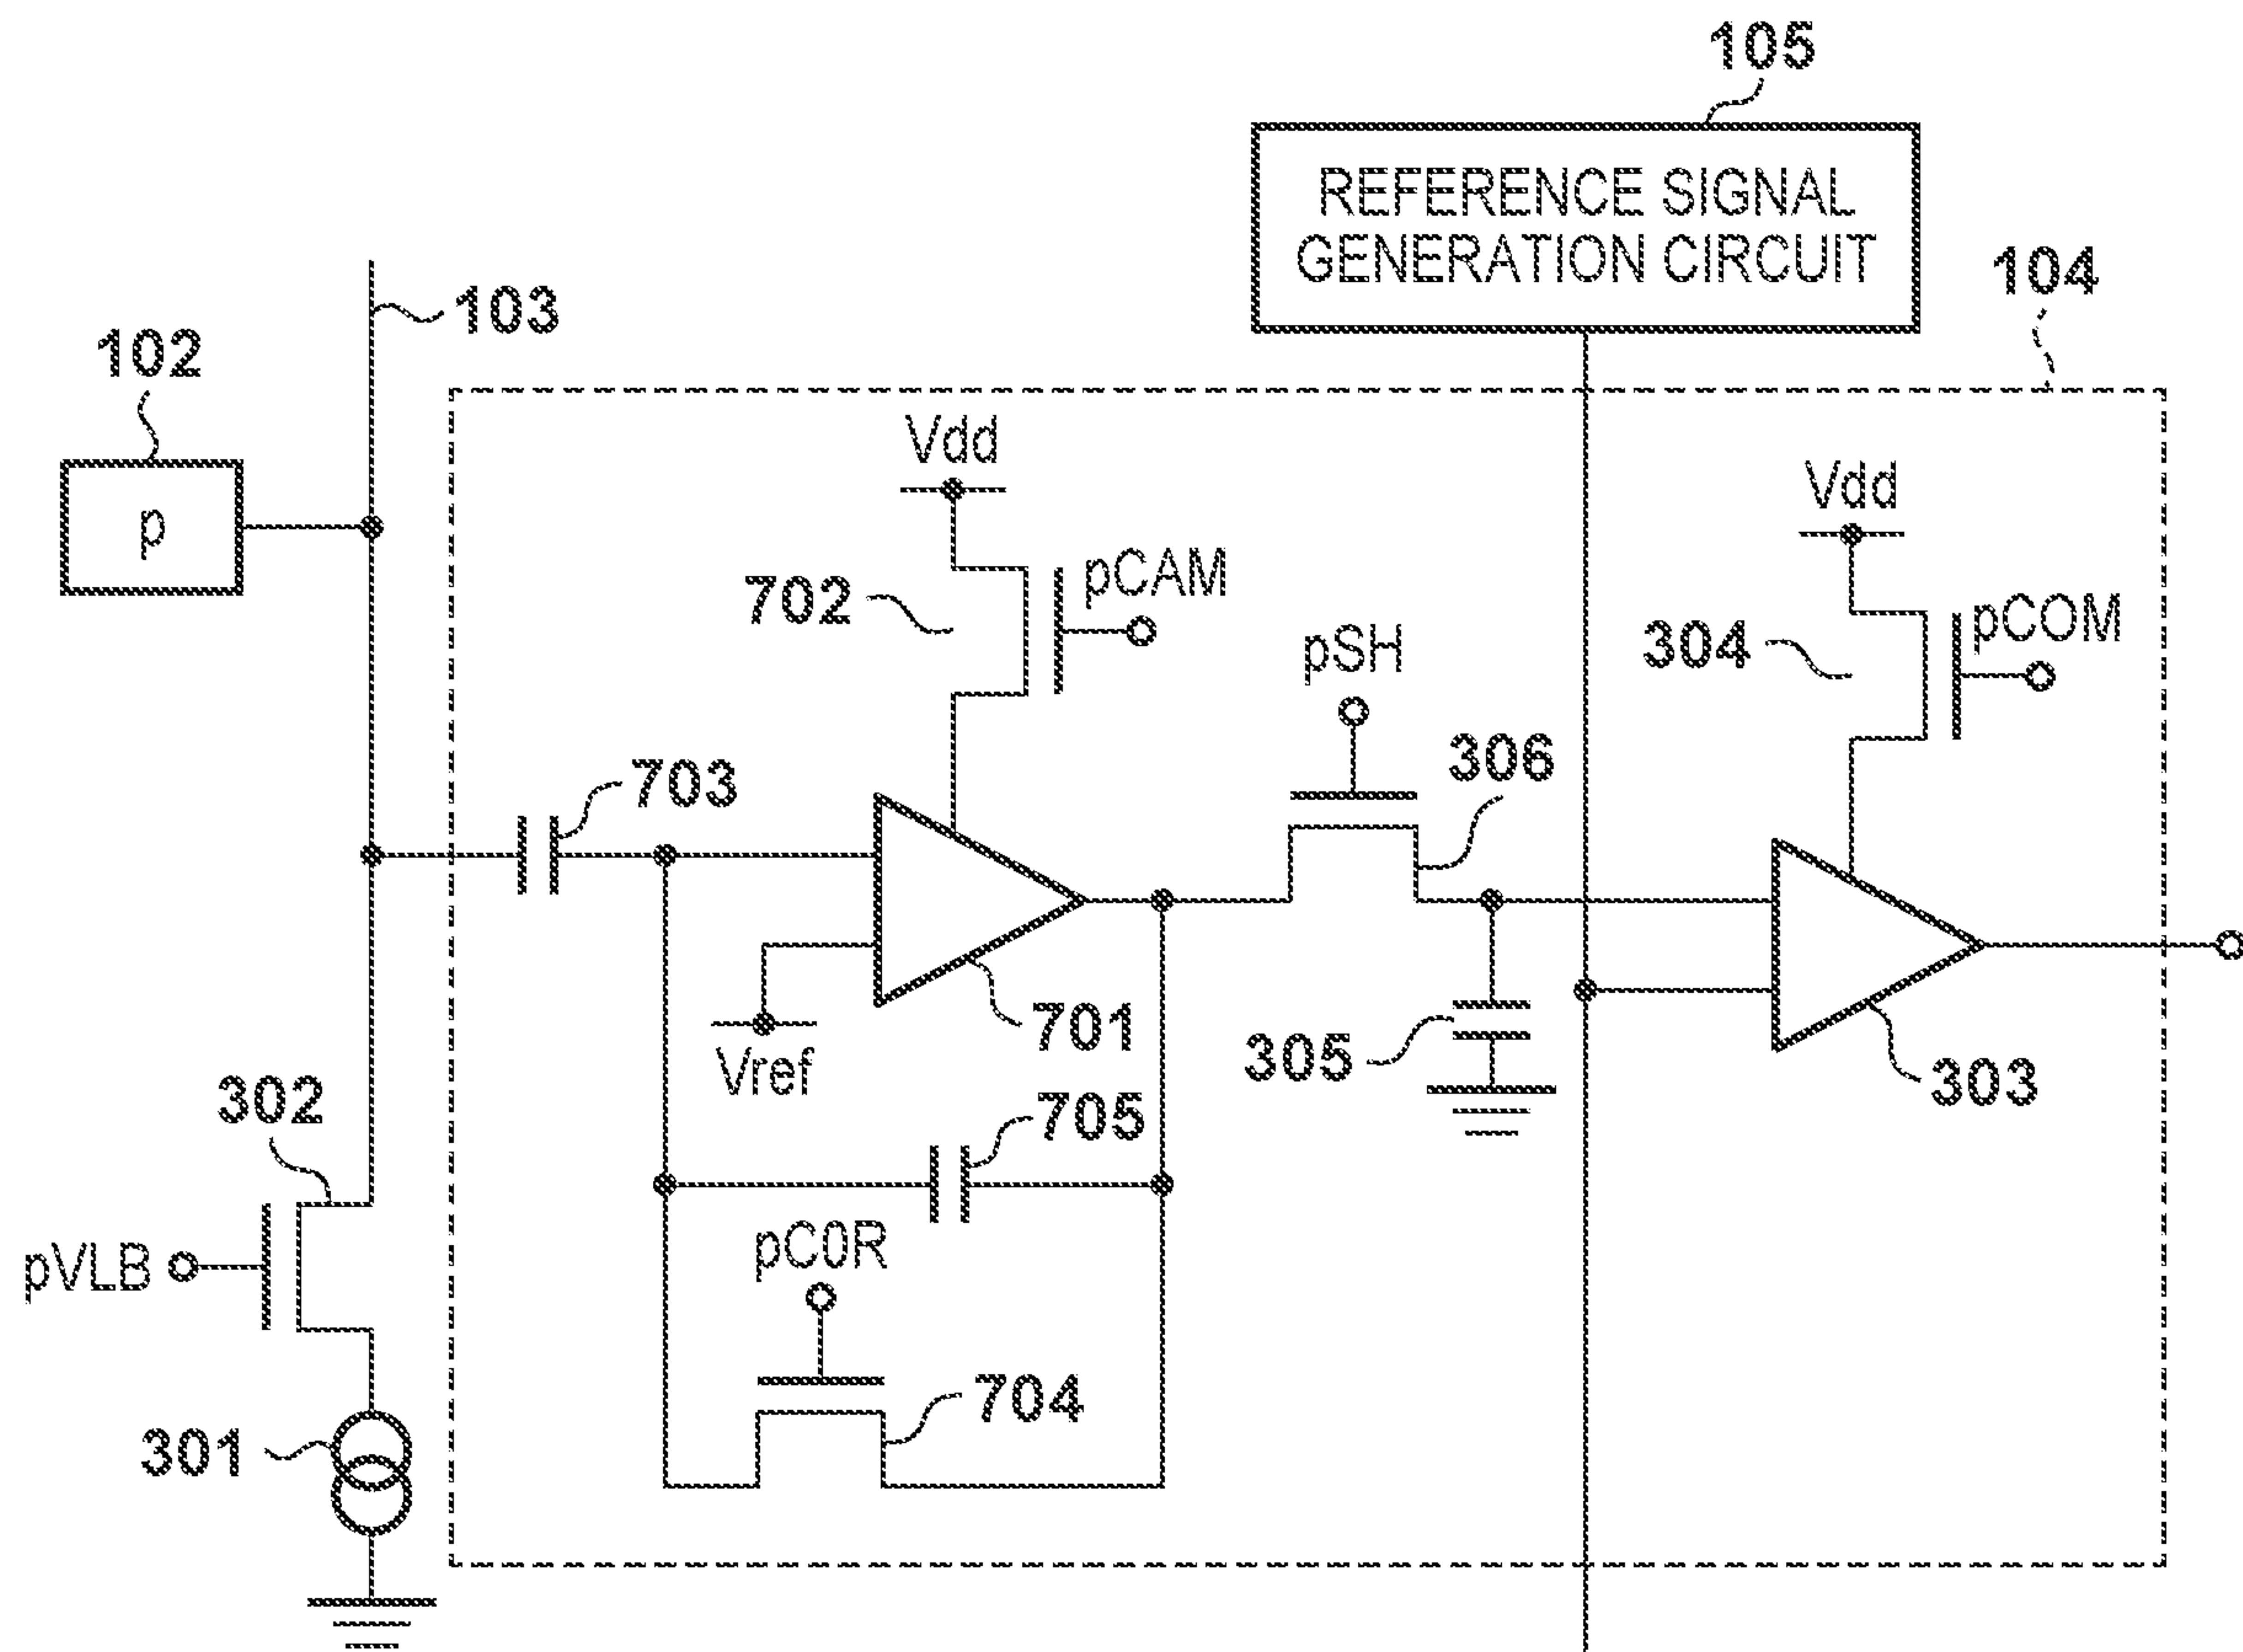 105
REFERENCE SIGNAL
GENERATION CIRCUIT
104
103
102
p
Vdd
Vdd
702
pCAM
304
pCOM
pSH
306
703
701
Vref
305
303
302
705
pVLB
pC0R
704
301